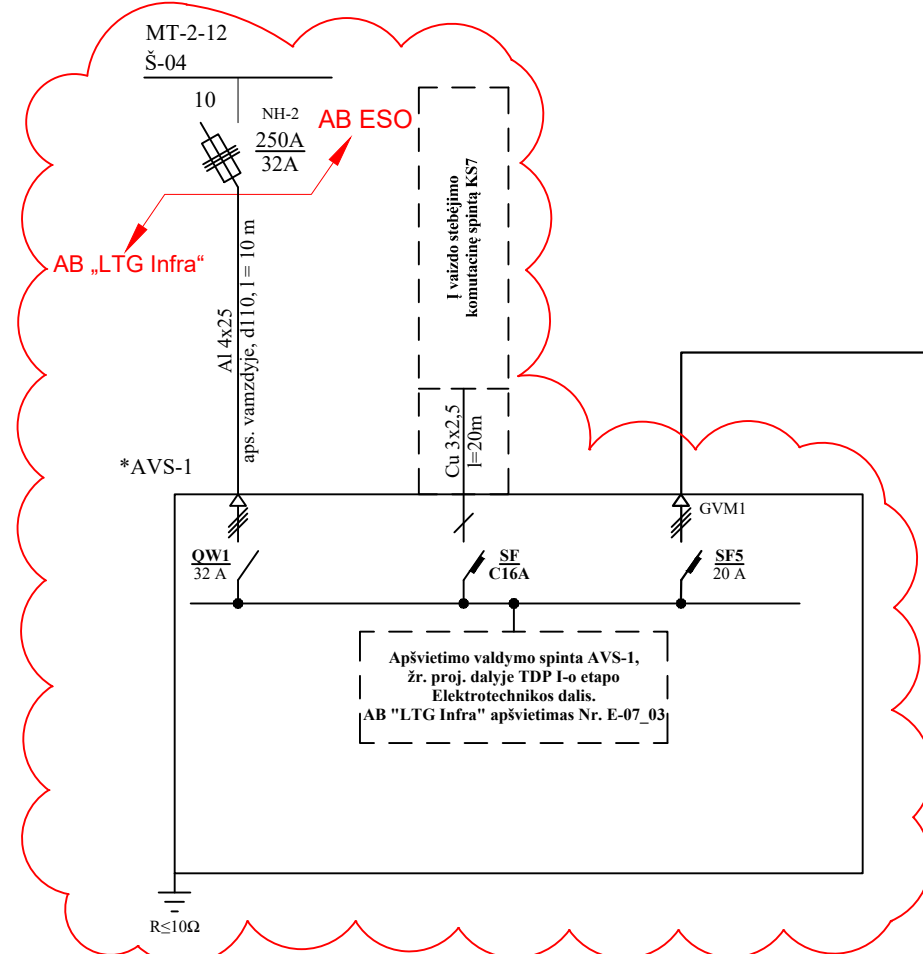 MT-2-12
Š-04
10
NH-2
250A
32A
AB ESO
AB „LTG Infra“
Al 4x25
aps. vamzdyje, d110, l = 10 m
Į vaizdo stebėjimo
komutacinę spintą KS7
Cu 3x2,5
l=20m
*AVS-1
GVM1
QW1
32 A
SF
C16A
SF5
20 A
Apšvietimo valdymo spinta AVS-1,
žr. proj. dalyje TDP I-o etapo
Elektrotechnikos dalis.
AB "LTG Infra" apšvietimas Nr. E-07_03
R≤10Ω